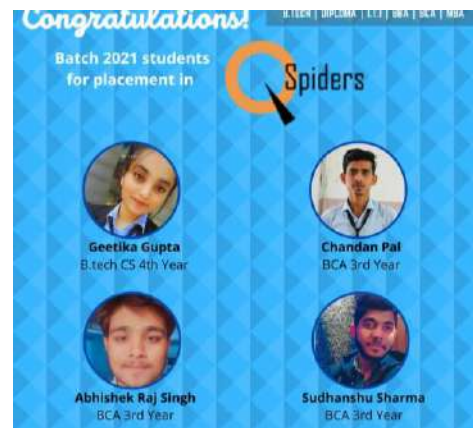 Congratulations!
B.TECH | DIPLOMA | I.T.I | BBA | BCA | MBA
Batch 2021 students
for placement in
QSpiders
Geetika Gupta
B.tech CS 4th Year
Chandan Pal
BCA 3rd Year
Abhishek Raj Singh
BCA 3rd Year
Sudhanshu Sharma
BCA 3rd Year